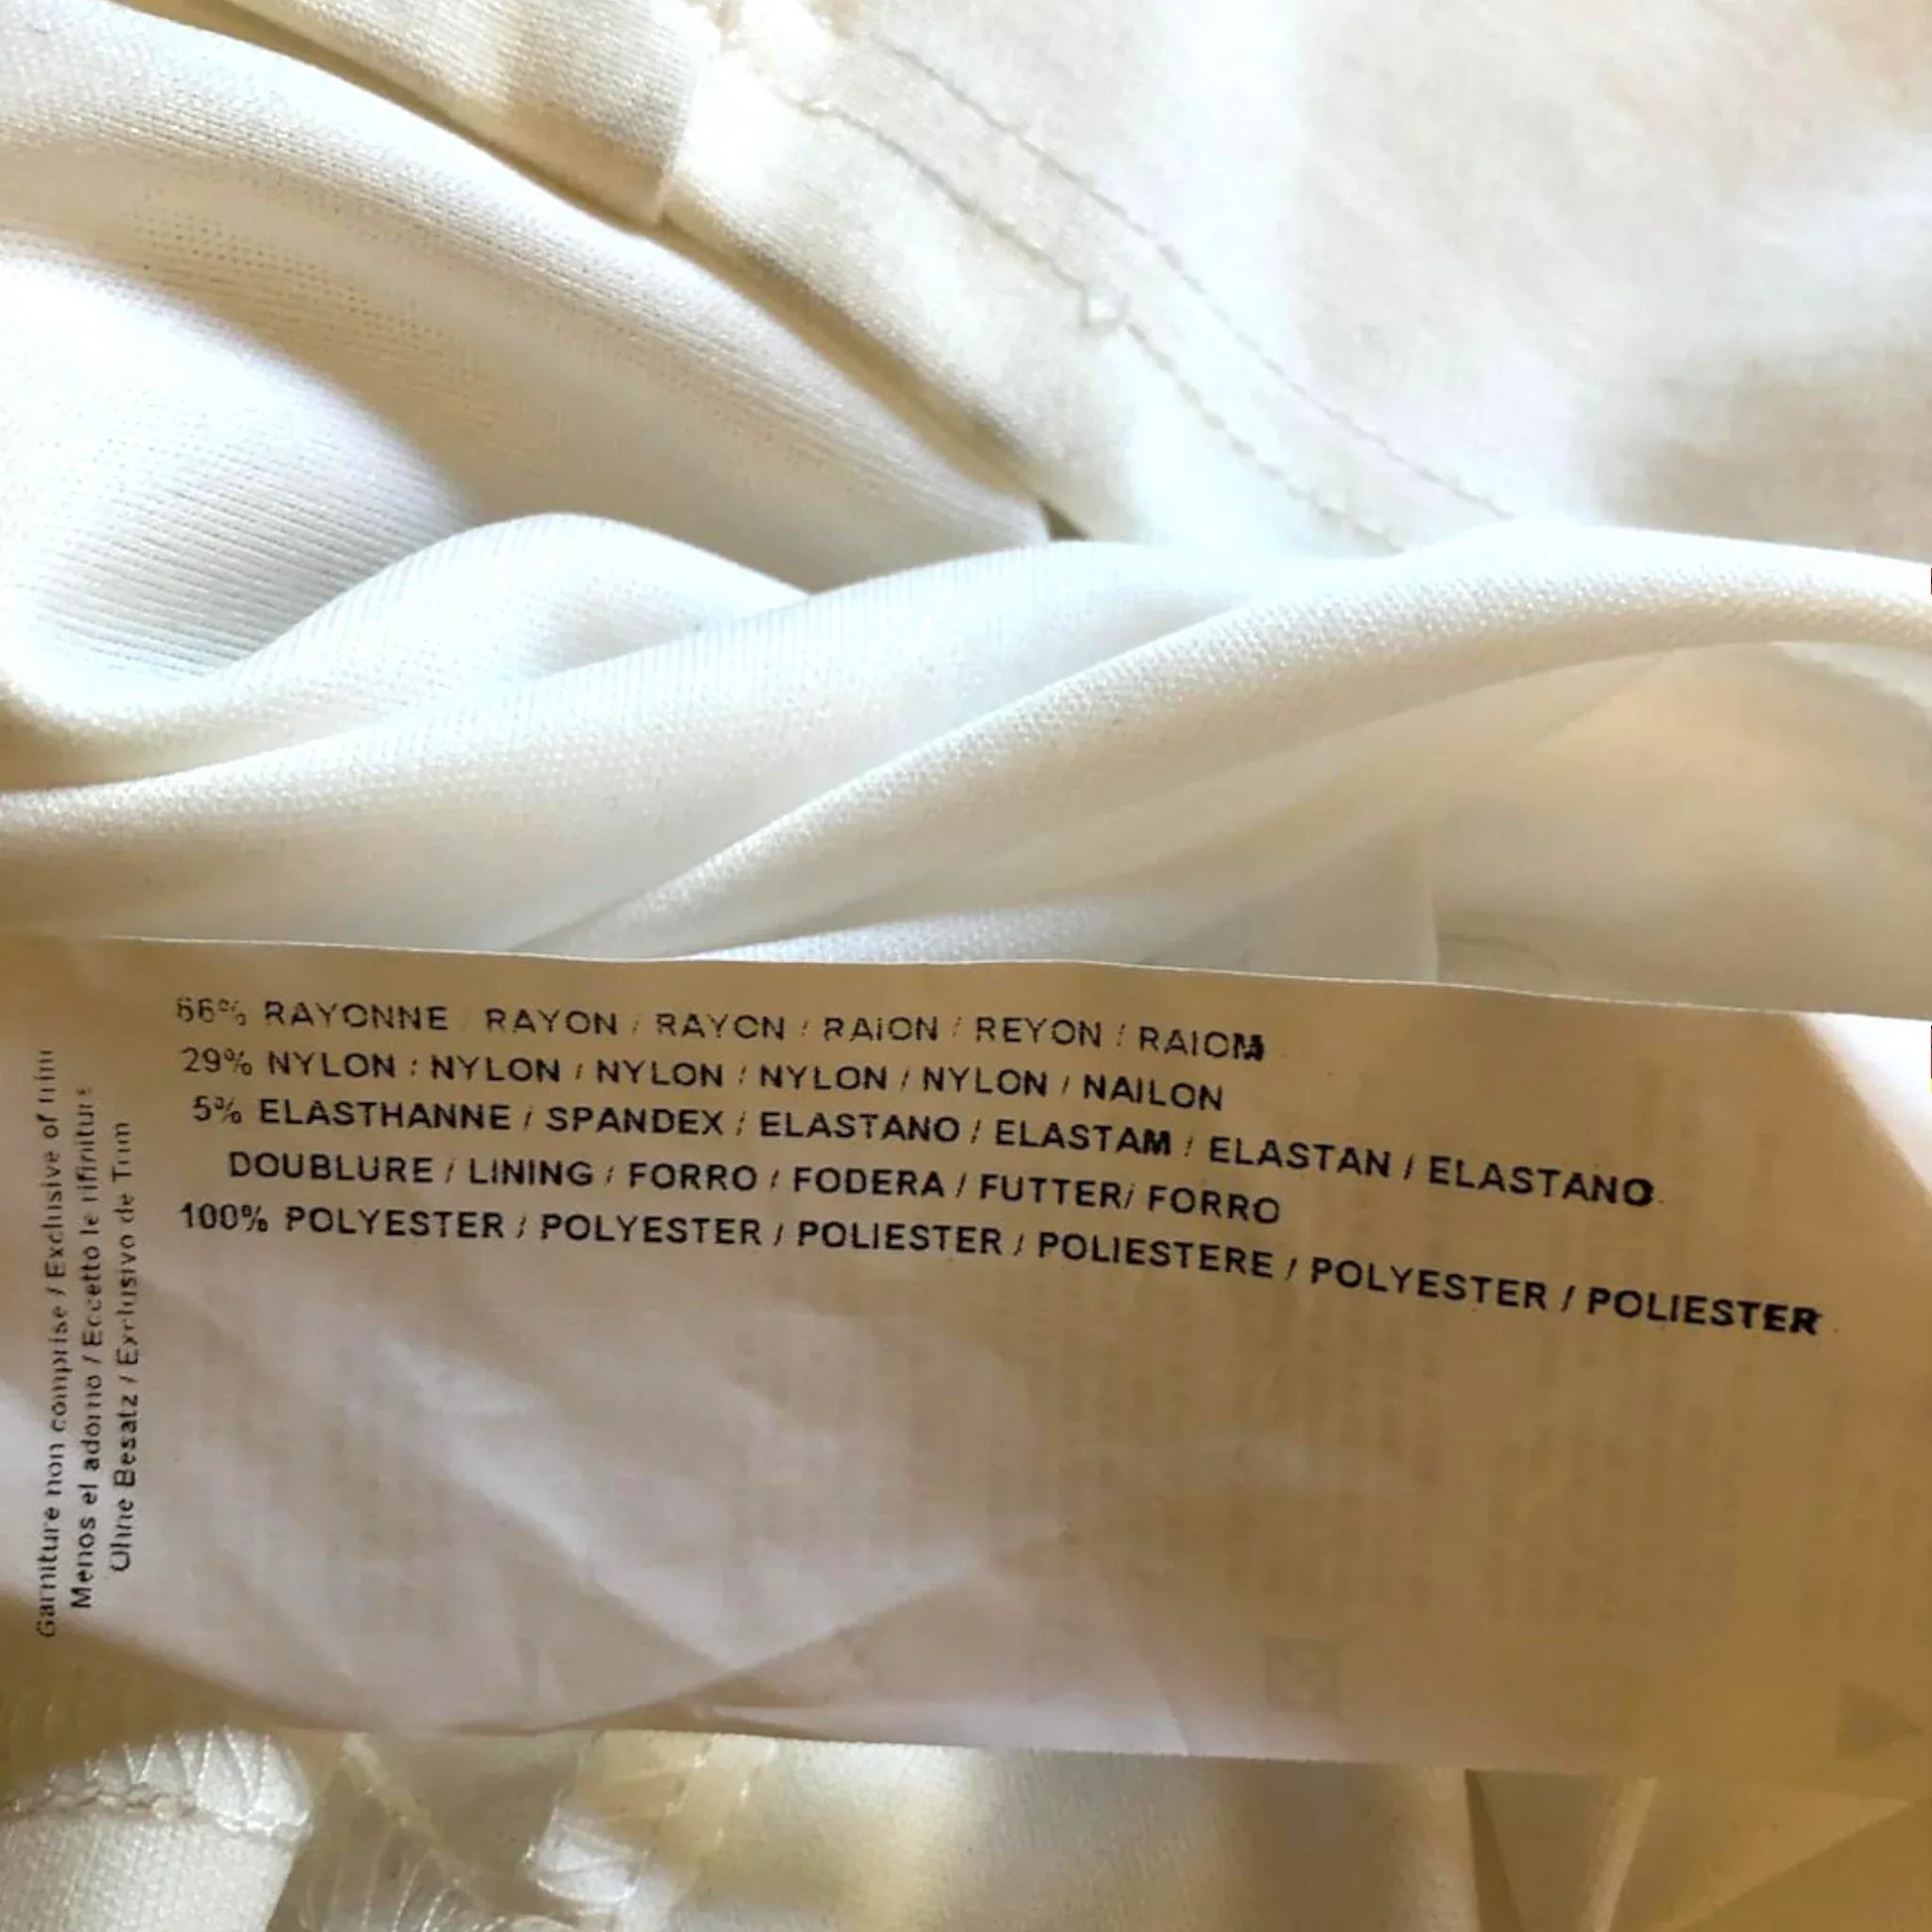 66% RAYONNE / RAYON / RAYON / RAION / REYON / RAIOM
29% NYLON / NYLON / NYLON / NYLON / NYLON / NAILON
5% ELASTHANNE / SPANDEX / ELASTANO / ELASTAM / ELASTAN / ELASTANO
DOUBLURE / LINING / FORRO / FODERA / FUTTER/ FORRO
100% POLYESTER / POLYESTER / POLIESTER / POLIESTERE / POLYESTER / POLIESTER
Garniture non comprise / Exclusive of trim
Menos el adorno / Eccetto le rifiniture
Ohne Besatz / Exclusivo de Trim